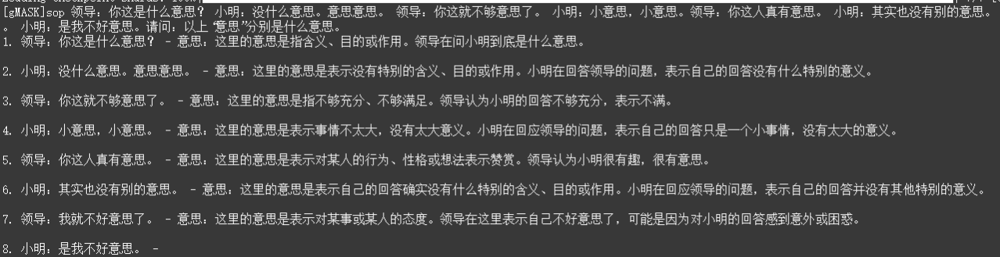 [gMASK]sop 领导：你这是什么意思？ 小明：没什么意思。意思意思。 领导：你这就不够意思了。 小明：小意思，小意思。领导：你这人真有意思。 小明：其实也没有别的意思。
。 小明：是我不好意思。请问：以上“意思”分别是什么意思。
1. 领导：你这是什么意思？ - 意思：这里的意思是指含义、目的或作用。领导在问小明到底是什么意思。
2. 小明：没什么意思。意思意思。 - 意思：这里的意思是表示没有特别的含义、目的或作用。小明在回答领导的问题，表示自己的回答没有什么特别的意义。
3. 领导：你这就不够意思了。 - 意思：这里的意思是指不够充分、不够满足。领导认为小明的回答不够充分，表示不满。
4. 小明：小意思，小意思。 - 意思：这里的意思是表示事情不太大，没有太大意义。小明在回应领导的问题，表示自己的回答只是一个小事情，没有太大的意义。
5. 领导：你这人真有意思。 - 意思：这里的意思是表示对某人的行为、性格或想法表示赞赏。领导认为小明很有趣，很有意思。
6. 小明：其实也没有别的意思。 - 意思：这里的意思是表示自己的回答确实没有什么特别的含义、目的或作用。小明在回应领导的问题，表示自己的回答并没有其他特别的意义。
7. 领导：我就不好意思了。 - 意思：这里的意思是表示对某事或某人的态度。领导在这里表示自己不好意思了，可能是因为对小明的回答感到意外或困惑。
8. 小明：是我不好意思。 -